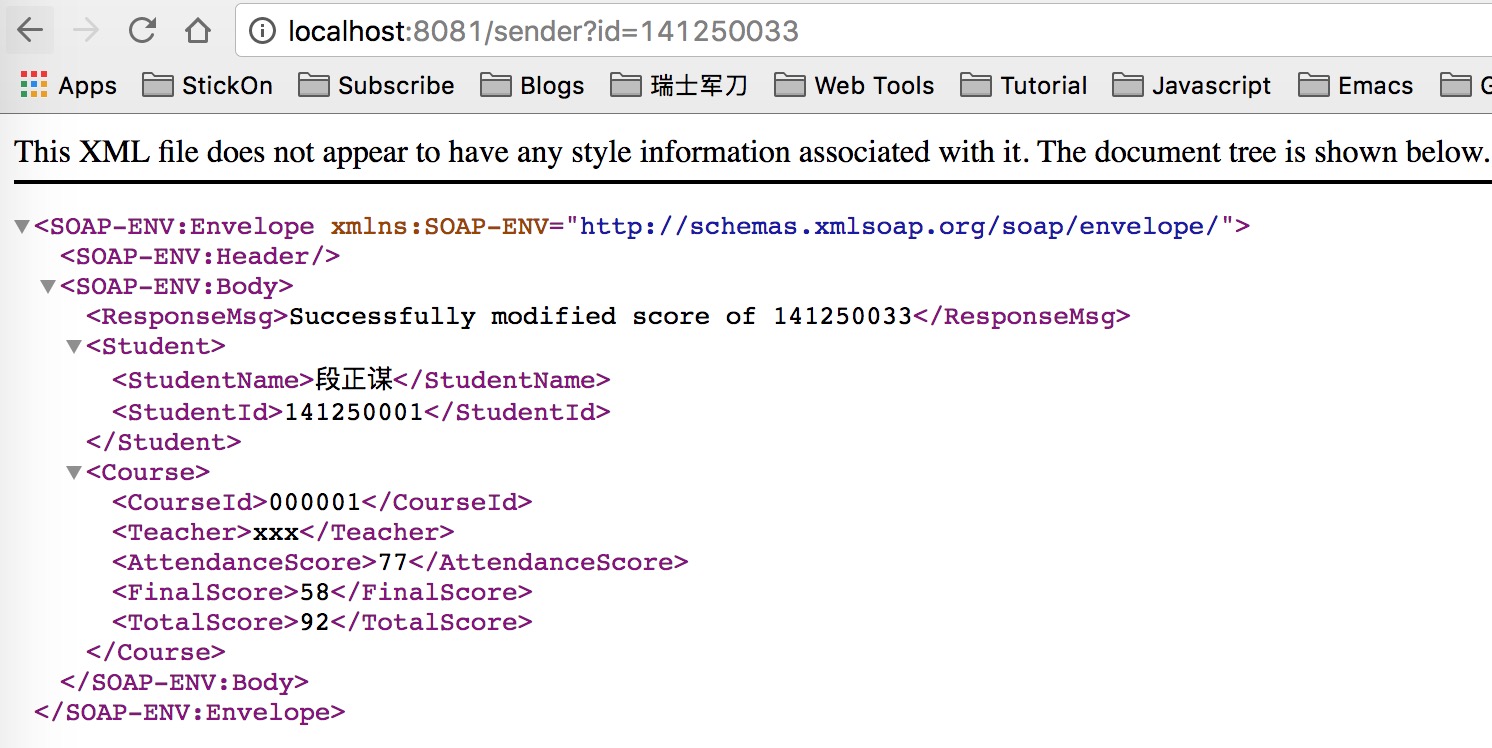 localhost:8081/sender?id=141250033
Apps StickOn Subscribe Blogs 瑞士军刀 Web Tools Tutorial Javascript Emacs G
This XML file does not appear to have any style information associated with it. The document tree is shown below.
<SOAP-ENV:Envelope xmlns:SOAP-ENV="http://schemas.xmlsoap.org/soap/envelope/">
<SOAP-ENV:Header/>
<SOAP-ENV:Body>
<ResponseMsg>Successfully modified score of 141250033</ResponseMsg>
<Student>
<StudentName>段正谋</StudentName>
<StudentId>141250001</StudentId>
</Student>
<Course>
<CourseId>000001</CourseId>
<Teacher>xxx</Teacher>
<AttendanceScore>77</AttendanceScore>
<FinalScore>58</FinalScore>
<TotalScore>92</TotalScore>
</Course>
</SOAP-ENV:Body>
</SOAP-ENV:Envelope>